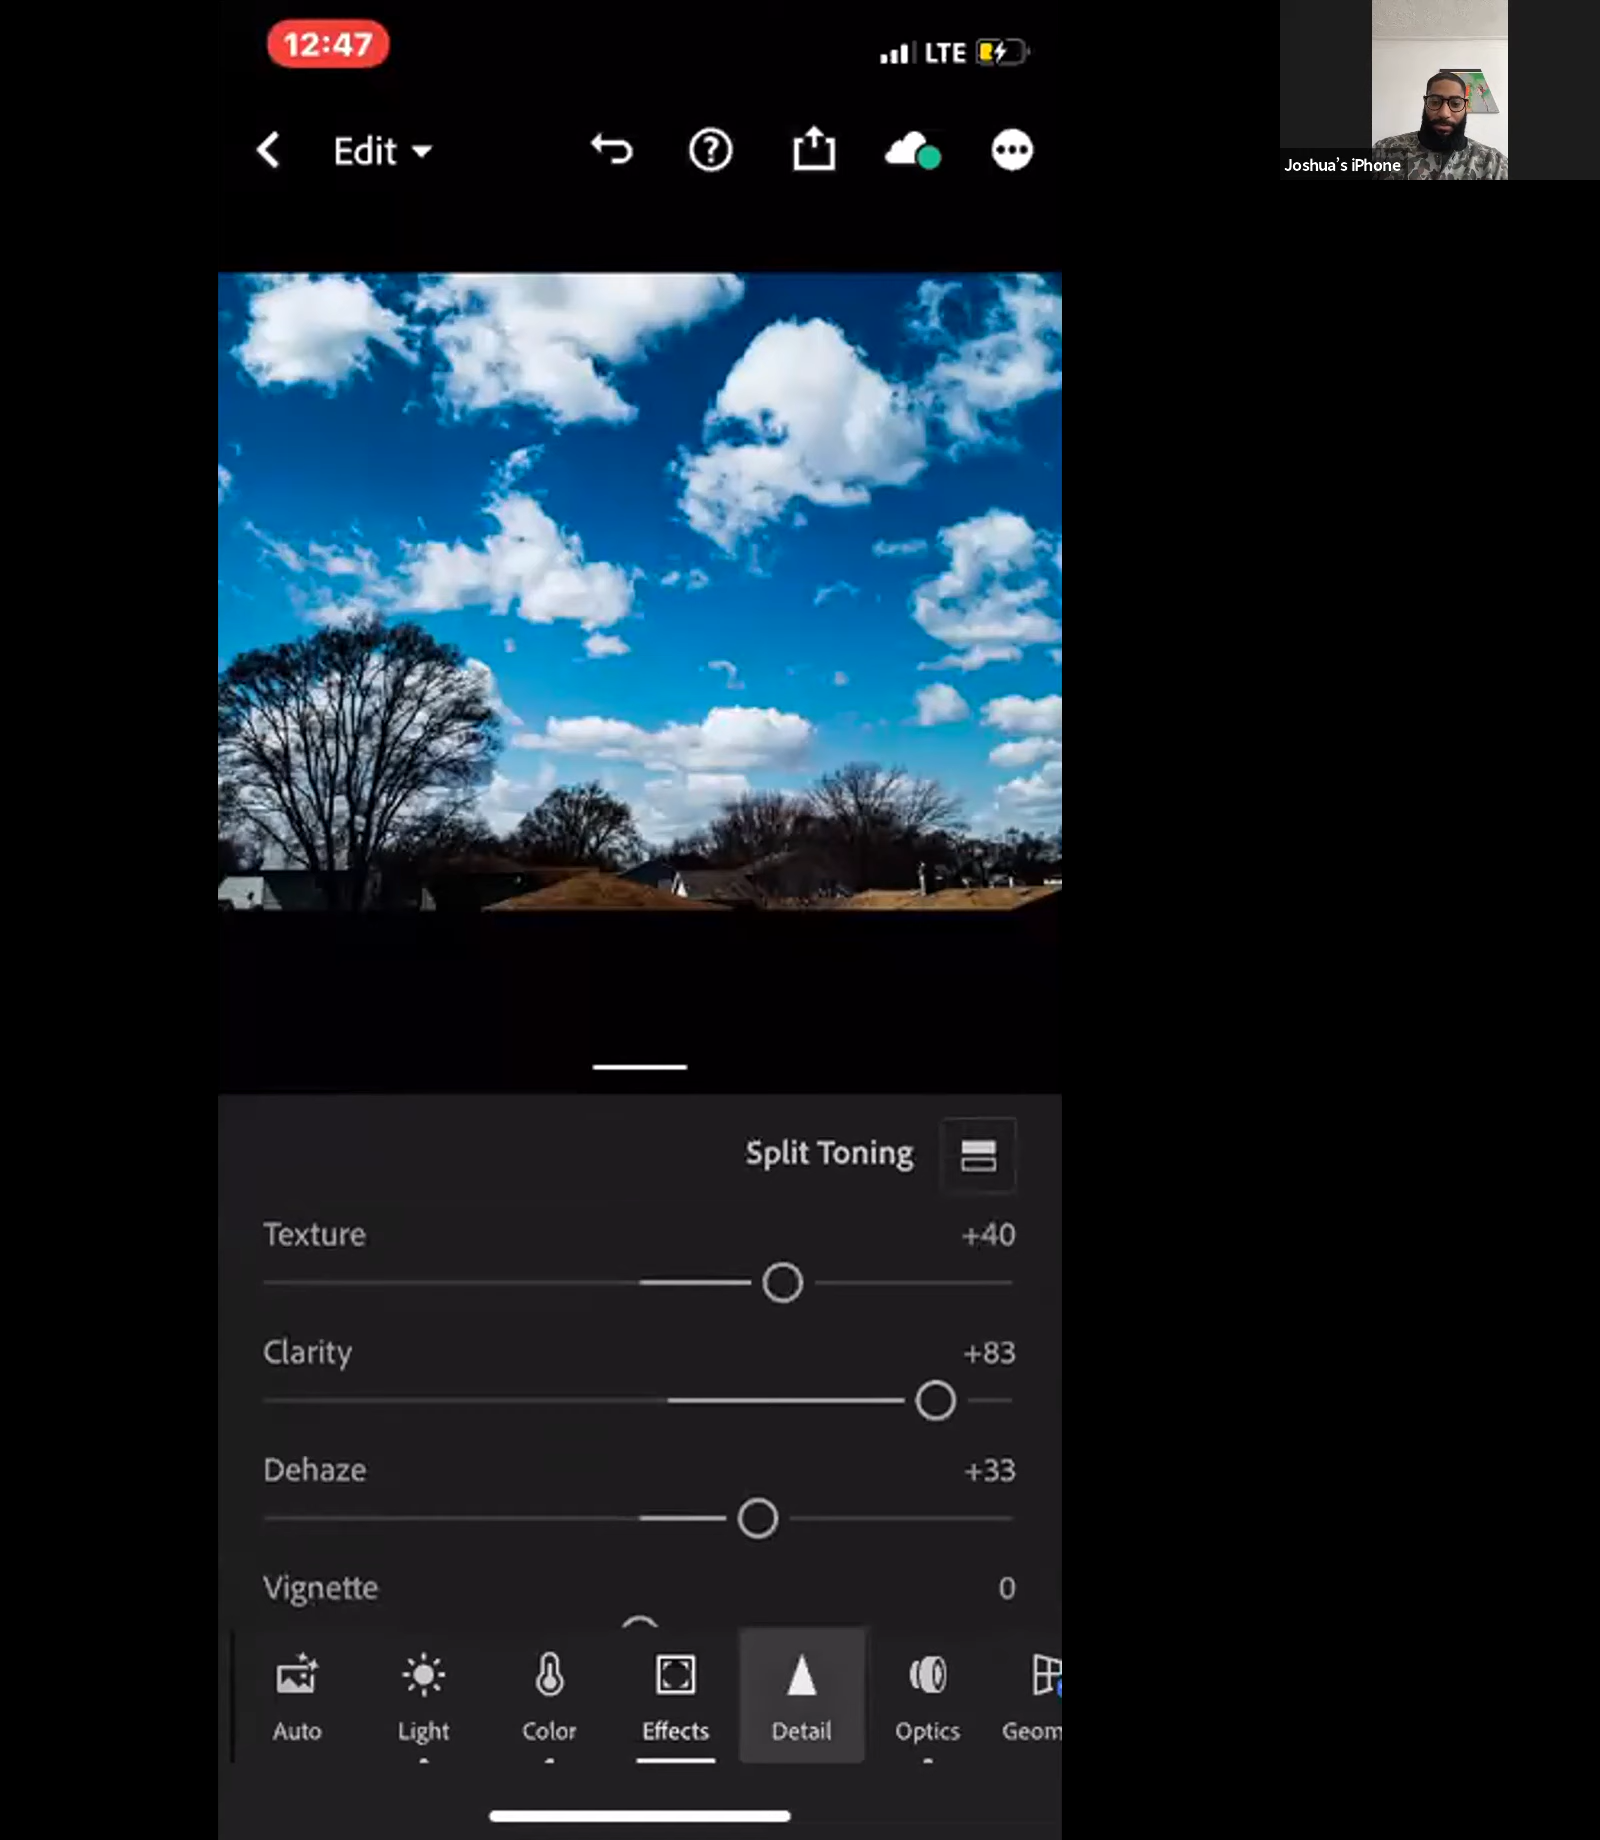 12:47
LTE
Edit
Joshua's iPhone
Split Toning
Texture +40
Clarity +83
Dehaze +33
Vignette 0
Auto Light Color Effects Detail Optics Geom